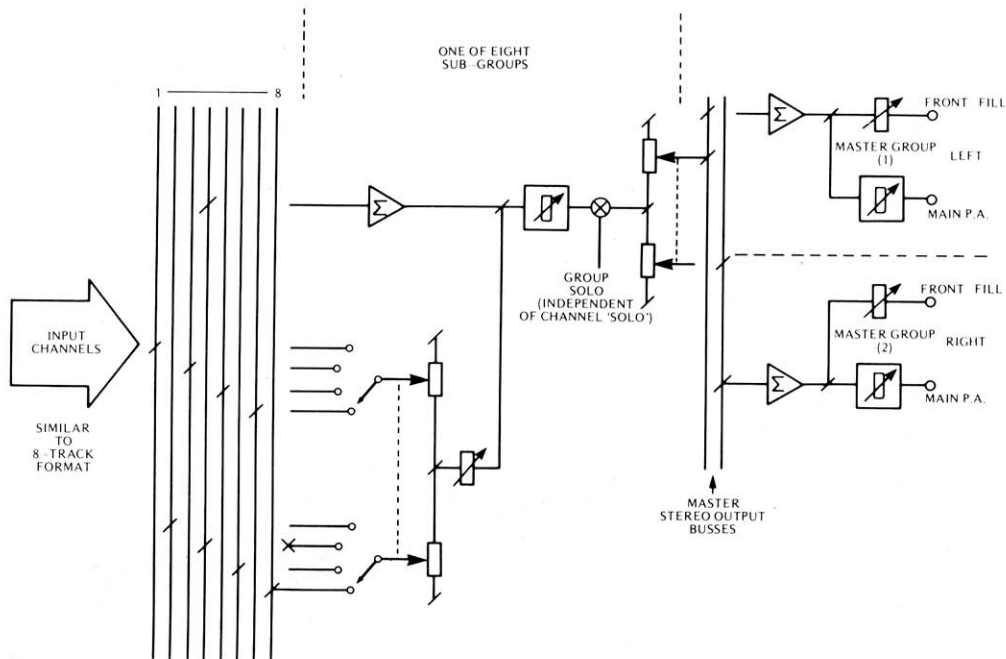 ONE OF EIGHT
SUB-GROUPS
1
8
Σ
GROUP
SOLO
(INDEPENDENT
OF CHANNEL 'SOLO')
INPUT
CHANNELS
SIMILAR
TO
8-TRACK
FORMAT
Σ
FRONT FILL
MASTER GROUP
(1)
LEFT
MAIN P.A.
FRONT FILL
MASTER GROUP
(2)
RIGHT
Σ
MAIN P.A.
MASTER
STEREO OUTPUT
BUSSES